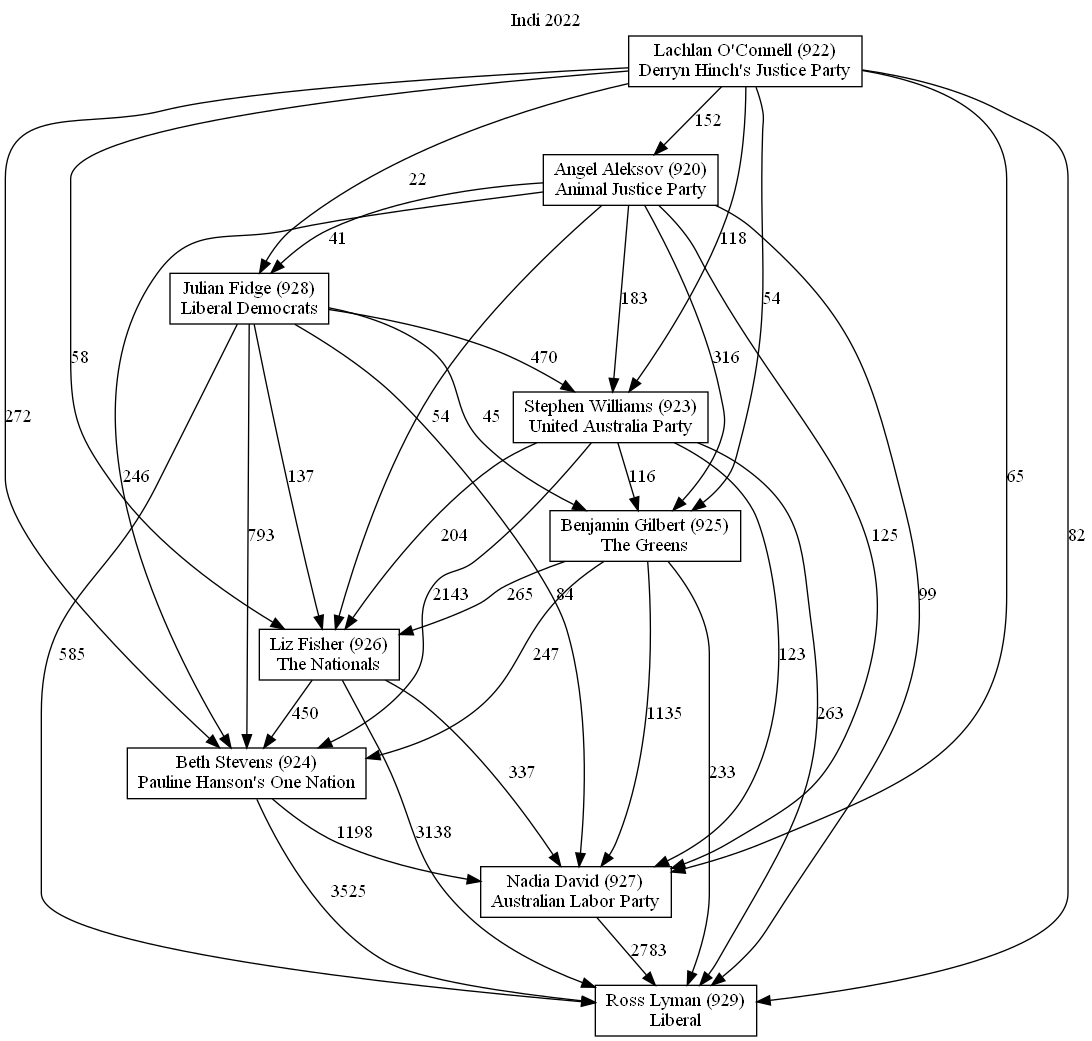 Indi 2022
Lachlan O'Connell (922)
Derryn Hinch's Justice Party
152
Angel Aleksov (920)
Animal Justice Party
22
41
118
183
54
Julian Fidge (928)
Liberal Democrats
58
470
316
272
54
45
Stephen Williams (923)
United Australia Party
246
137
116
65
793
204
Benjamin Gilbert (925)
The Greens
125
82
2143
265
84
99
585
Liz Fisher (926)
The Nationals
247
123
450
1135
263
Beth Stevens (924)
Pauline Hanson's One Nation
337
233
1198
3138
3525
Nadia David (927)
Australian Labor Party
2783
Ross Lyman (929)
Liberal